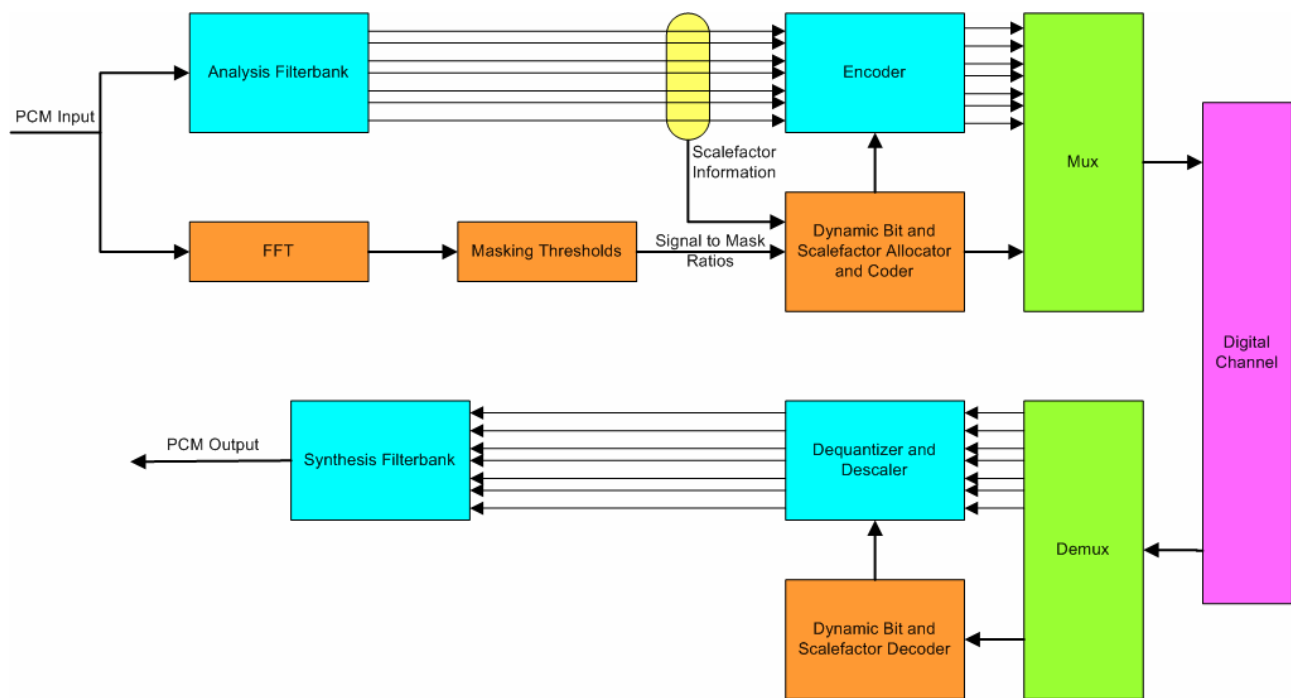 Analysis Filterbank
Encoder
PCM Input
Scalefactor
Information
Mux
FFT
Masking Thresholds
Signal to Mask
Ratios
Dynamic Bit and
Scalefactor Allocator
and Coder
Digital
Channel
PCM Output
Synthesis Filterbank
Dequantizer and
Descaler
Demux
Dynamic Bit and
Scalefactor Decoder